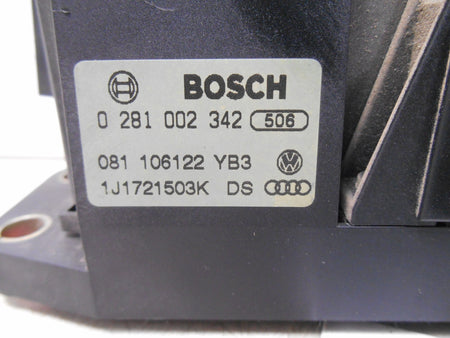 BOSCH
0 281 002 342 506
081 106122 YB3
1J1721503K DS